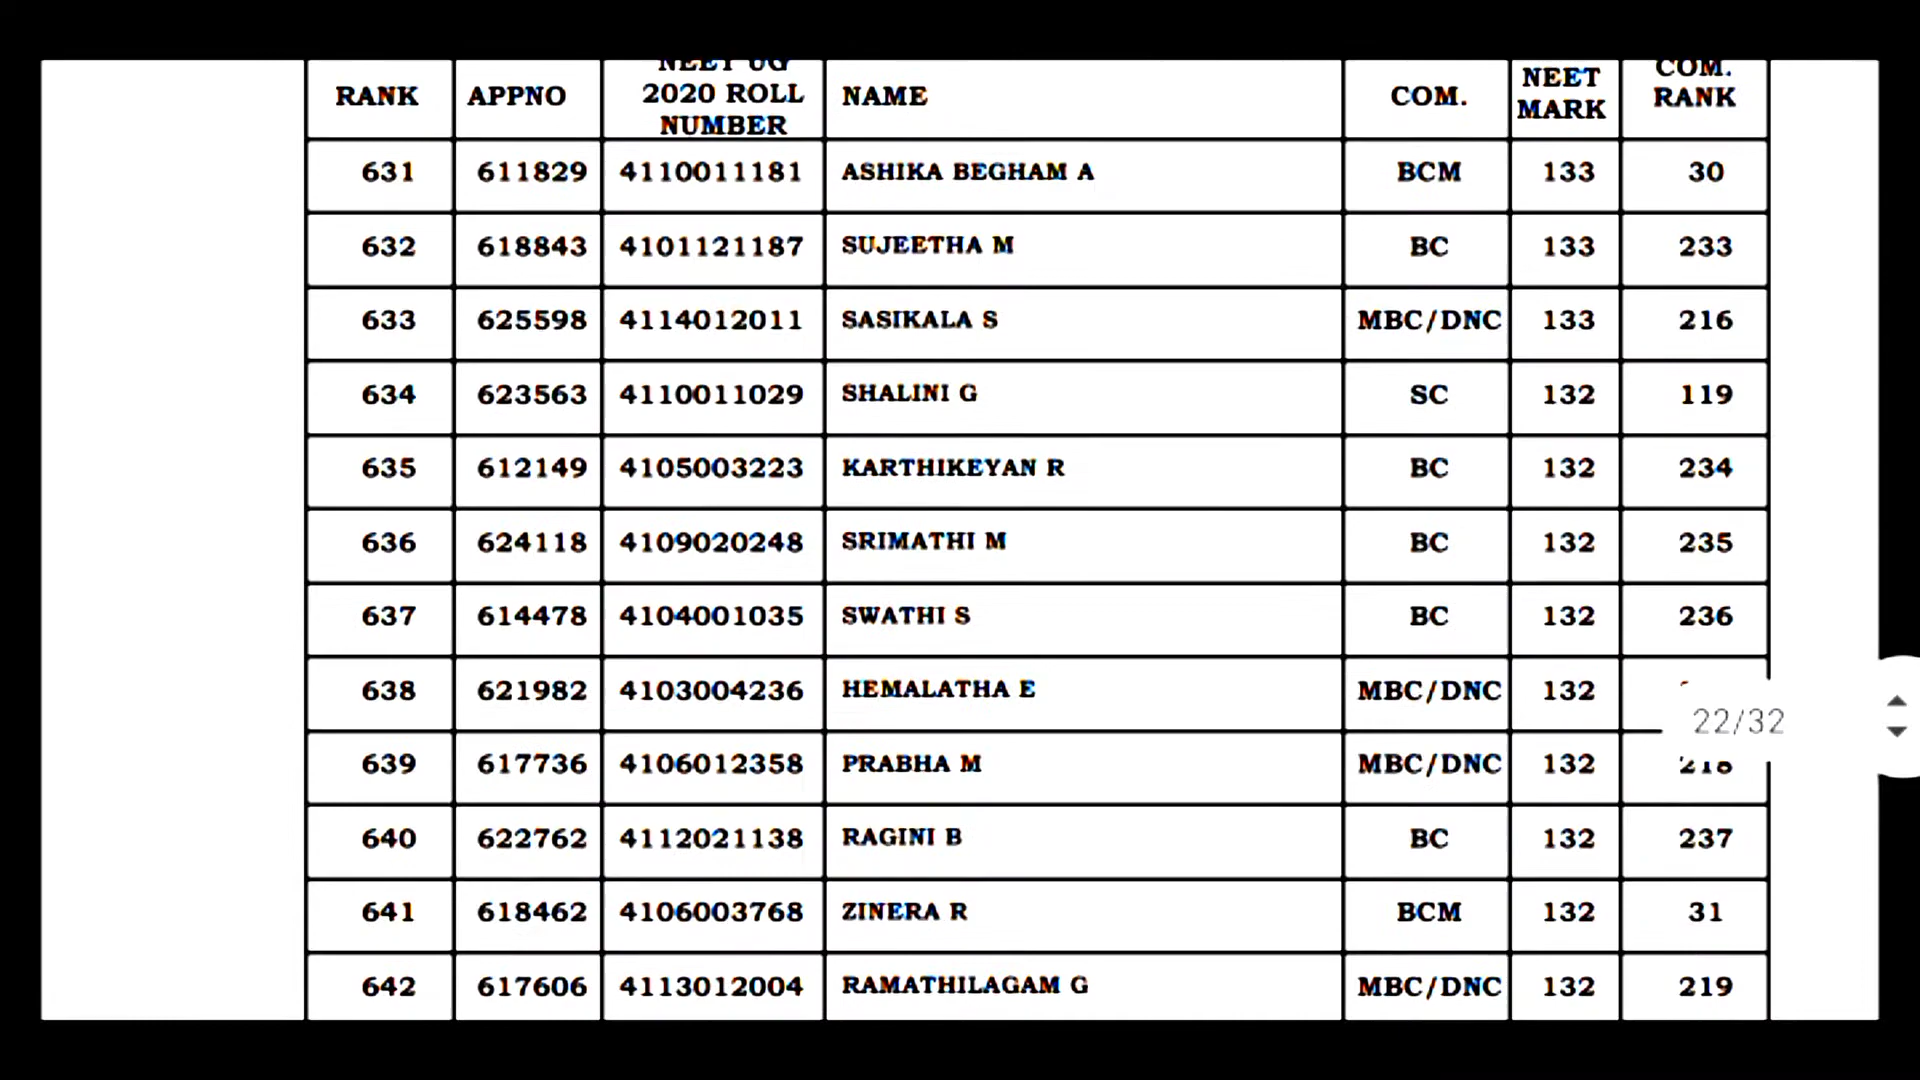 RANK APPNO NEET UG 2020 ROLL NUMBER NAME COM. NEET MARK COM. RANK
631 611829 4110011181 ASHIKA BEGHAM A BCM 133 30
632 618843 4101121187 SUJEETHA M BC 133 233
633 625598 4114012011 SASIKALA S MBC/DNC 133 216
634 623563 4110011029 SHALINI G SC 132 119
635 612149 4105003223 KARTHIKEYAN R BC 132 234
636 624118 4109020248 SRIMATHI M BC 132 235
637 614478 4104001035 SWATHI S BC 132 236
638 621982 4103004236 HEMALATHA E MBC/DNC 132
22/32
639 617736 4106012358 PRABHA M MBC/DNC 132 218
640 622762 4112021138 RAGINI B BC 132 237
641 618462 4106003768 ZINERA R BCM 132 31
642 617606 4113012004 RAMATHILAGAM G MBC/DNC 132 219